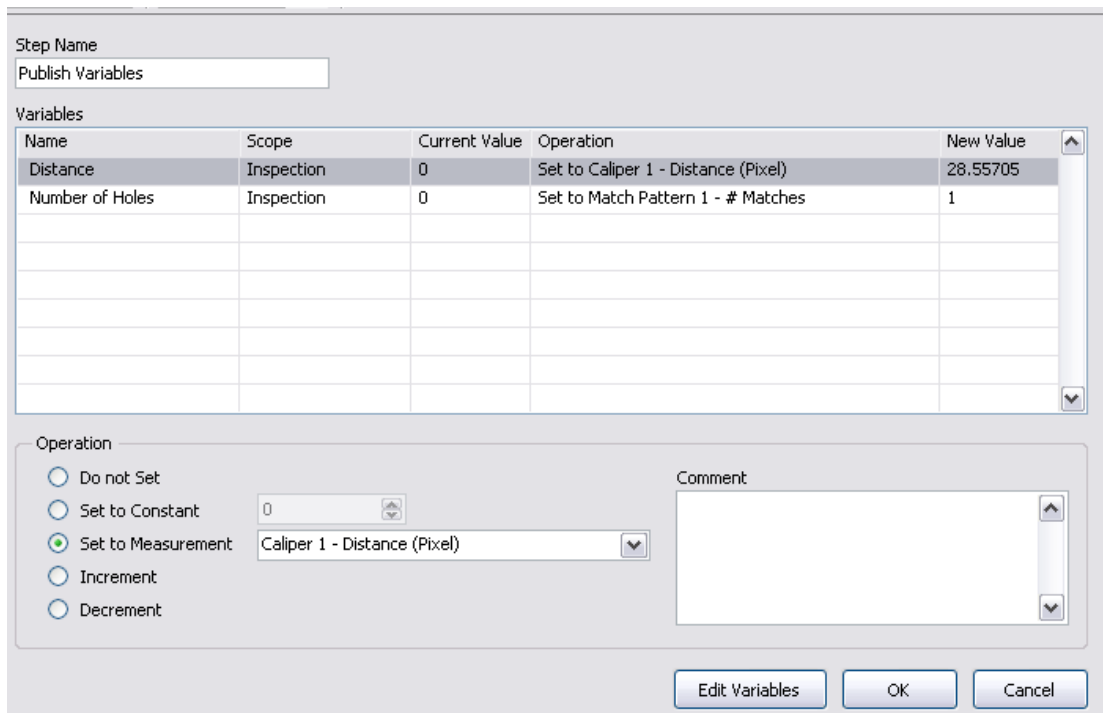 Step Name
Publish Variables
Variables
Name Scope Current Value Operation New Value
Distance Inspection 0 Set to Caliper 1 - Distance (Pixel) 28.55705
Number of Holes Inspection 0 Set to Match Pattern 1 - # Matches 1
Operation
Do not Set
Comment
Set to Constant 0
Set to Measurement Caliper 1 - Distance (Pixel)
Increment
Decrement
Edit Variables OK Cancel